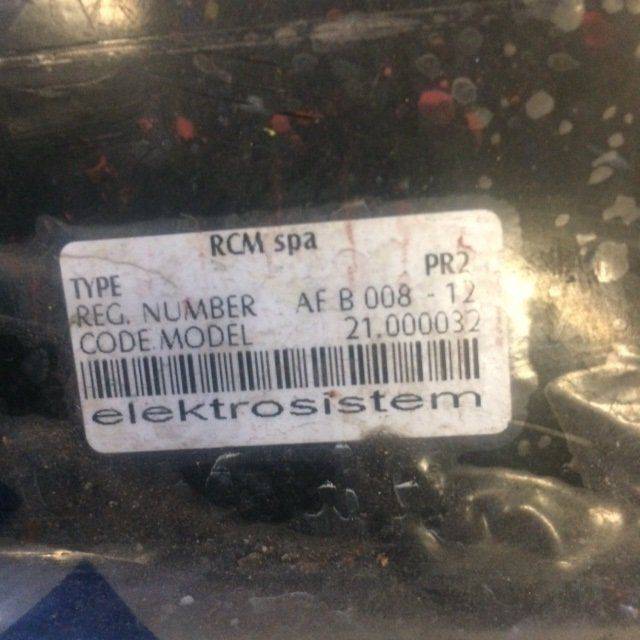 RCM spa
TYPE PR2
REG. NUMBER AF B 008 - 12
CODE MODEL 21.000032
elektrosistem